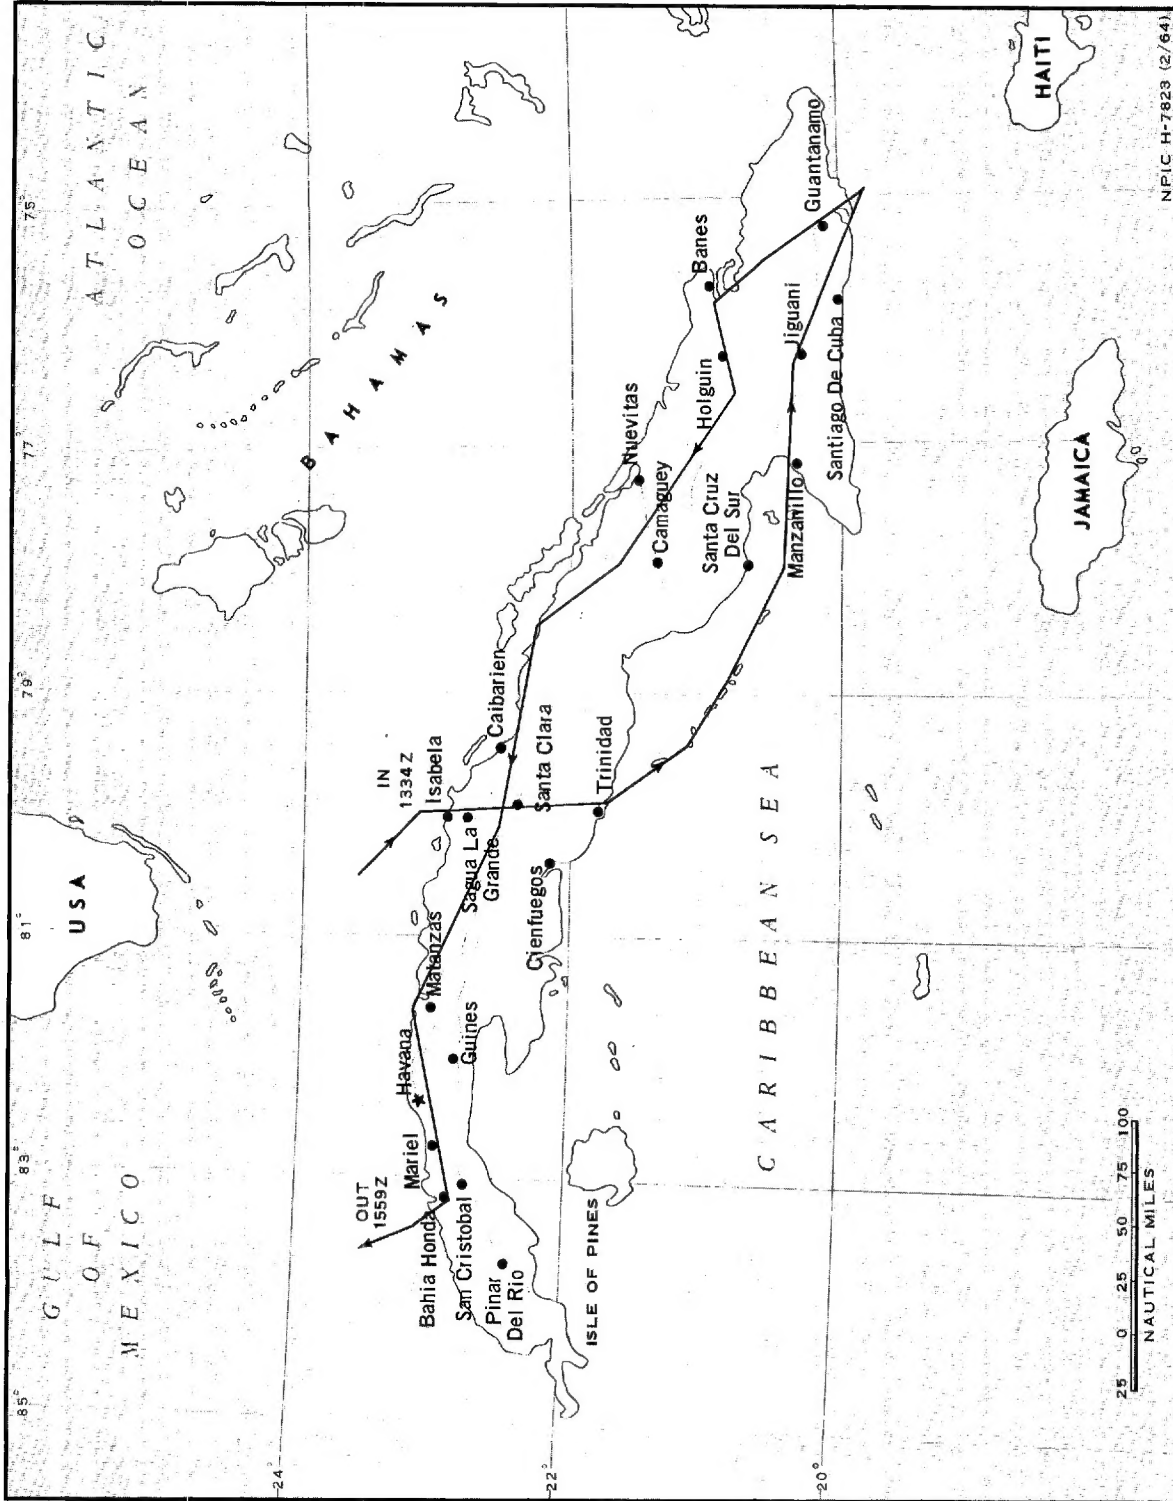 85°
83°
81°
79°
77°
75°
GULF
OF
MEXICO
USA
ATLANTIC
OCEAN
BAHAMAS
24
22
20°
OUT
1559Z
IN
1334Z
Bahia Honda
Mariel
Havana
Matanzas
San Cristobal
Pinar
Del Rio
Guines
Isabela
Sagua La
Grande
Caibarien
Santa Clara
Cienfuegos
Trinidad
Nuevitas
Camaguey
Santa Cruz
Del Sur
Holguin
Banes
Manzanillo
Jiguani
Guantanamo
Santiago De Cuba
ISLE OF PINES
CARIBBEAN SEA
JAMAICA
HAITI
25 0 25 50 75 100
NAUTICAL MILES
NPIC H-7823 (2/64)